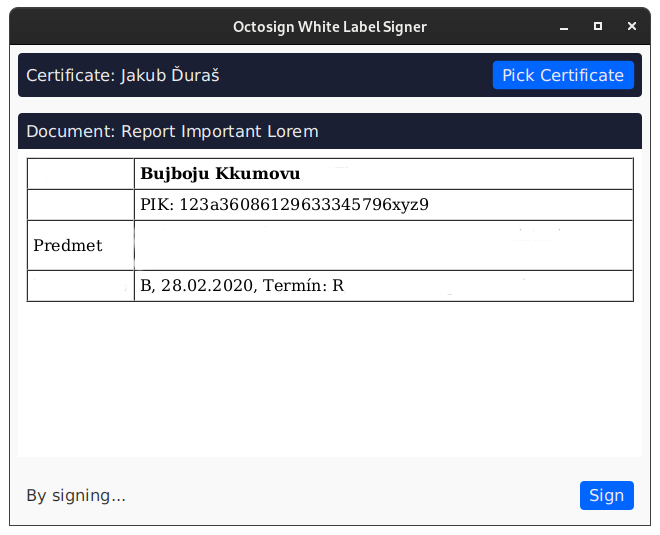 Octosign White Label Signer
Certificate: Jakub Ďuraš
Pick Certificate
Document: Report Important Lorem
Bujboju Kkumovu
PIK: 123a36086129633345796xyz9
Predmet
B, 28.02.2020, Termín: R
By signing...
Sign